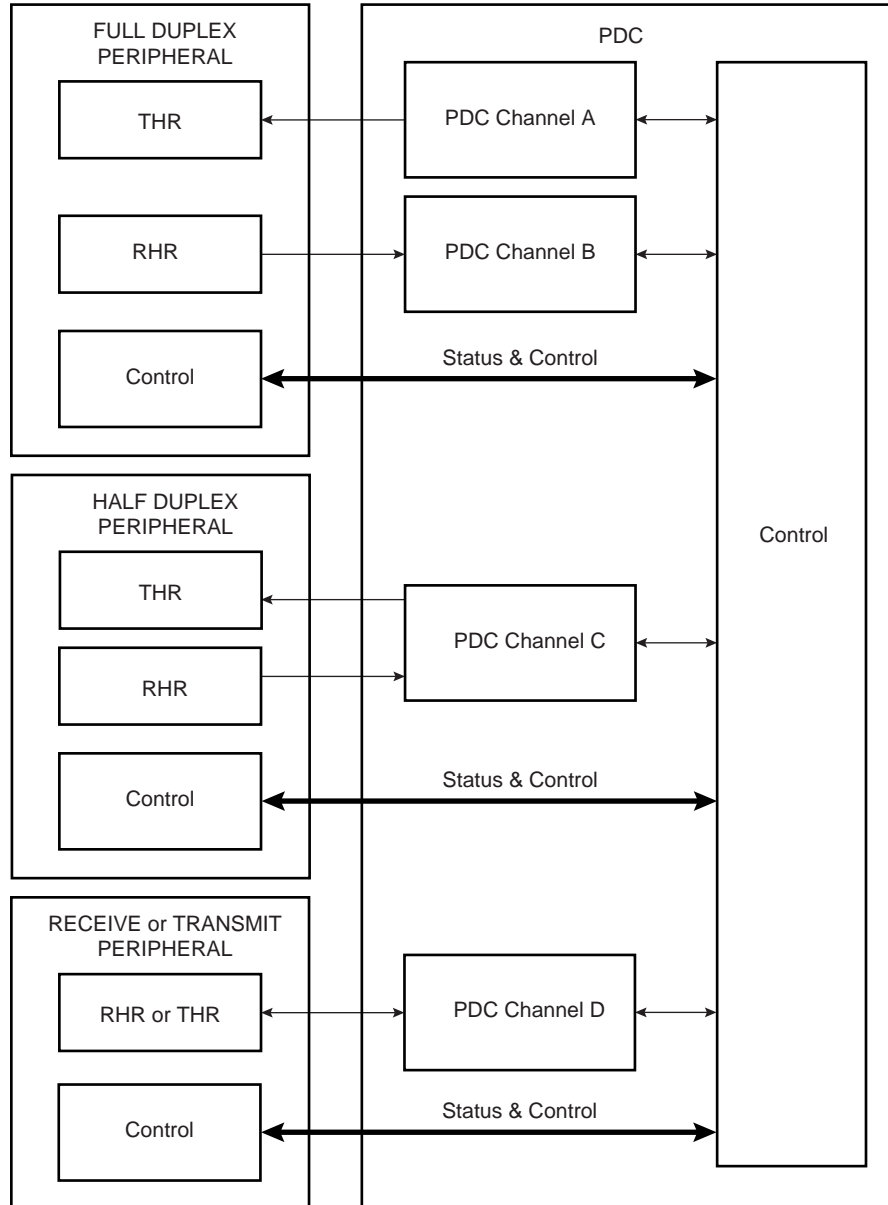 FULL DUPLEX
PERIPHERAL
PDC
THR
PDC Channel A
RHR
PDC Channel B
Control
Status & Control
HALF DUPLEX
PERIPHERAL
Control
THR
PDC Channel C
RHR
Control
Status & Control
RECEIVE or TRANSMIT
PERIPHERAL
RHR or THR
PDC Channel D
Control
Status & Control